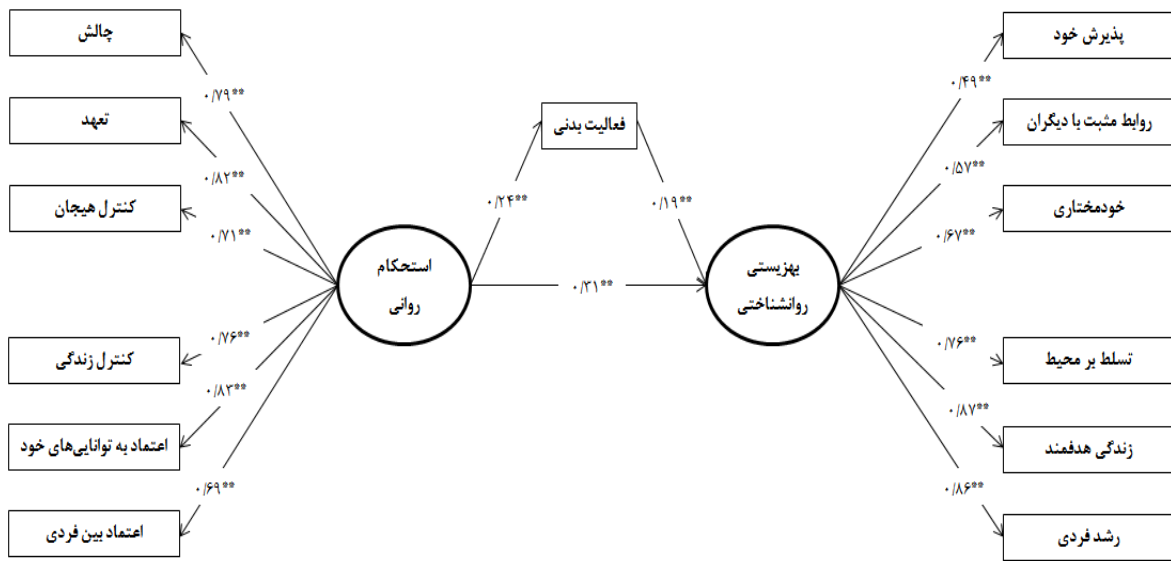 چالش
تعهد
کنترل هیجان
کنترل زندگی
اعتماد به توانایی‌های خود
اعتماد بین فردی
۰/۷۹**
۰/۸۲**
۰/۷۱**
۰/۷۶**
۰/۸۳**
۰/۶۹**
استحکام
روانی
فعالیت بدنی
۰/۲۴**
۰/۱۹**
۰/۳۱**
بهزیستی
روانشناختی
۰/۴۹**
۰/۵۷**
۰/۶۷**
۰/۷۶**
۰/۸۷**
۰/۸۶**
پذیرش خود
روابط مثبت با دیگران
خودمختاری
تسلط بر محیط
زندگی هدفمند
رشد فردی